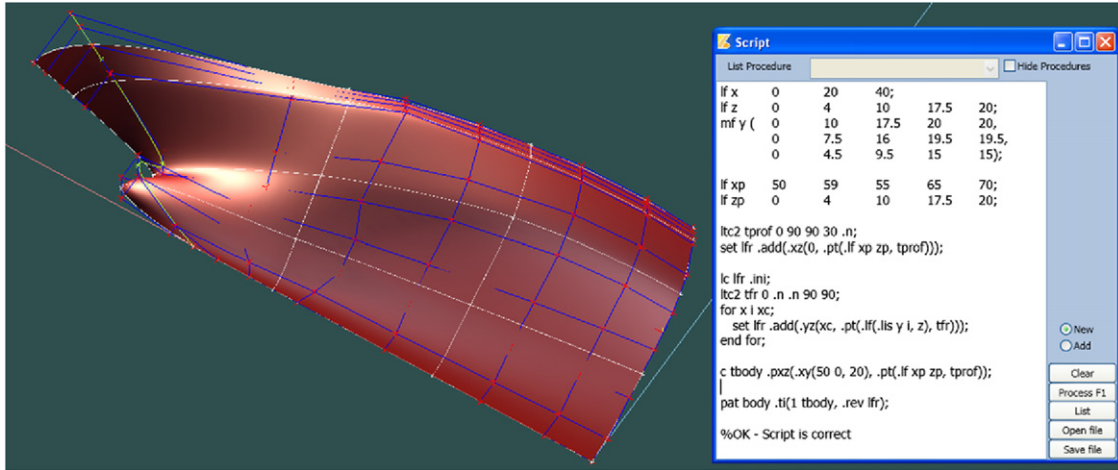 Script
List Procedure
Hide Procedures
lf x 0 20 40;
lf z 0 4 10 17.5 20;
mf y ( 0 10 17.5 20 20,
0 7.5 16 19.5 19.5,
0 4.5 9.5 15 15);
lf xp 50 59 55 65 70;
lf zp 0 4 10 17.5 20;
ltc2 tprof 0 90 90 30 .n;
set lfr .add(.xz(0, .pt(.lf xp zp, tprof)));
lc lfr .ini;
ltc2 tfr 0 .n .n 90 90;
for x i xc;
set lfr .add(.yz(xc, .pt(.lf(.lis y i, z), tfr)));
end for;
c tbody .pxz(.xy(50 0, 20), .pt(.lf xp zp, tprof));
pat body .ti(1 tbody, .rev lfr);
%OK - Script is correct
New
Add
Clear
Process F1
List
Open file
Save file